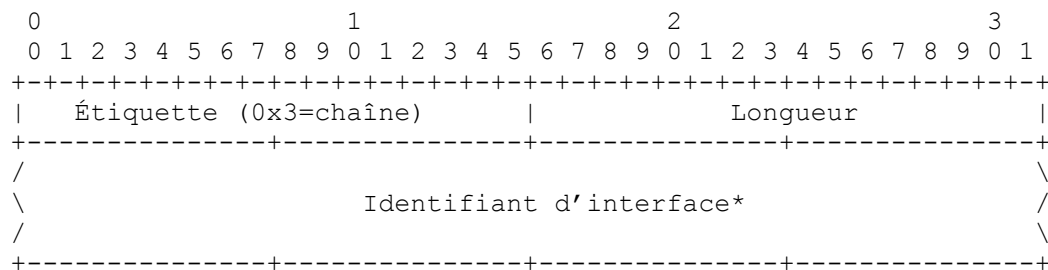 0                   1                   2                   3
 0 1 2 3 4 5 6 7 8 9 0 1 2 3 4 5 6 7 8 9 0 1 2 3 4 5 6 7 8 9 0 1
+-+-+-+-+-+-+-+-+-+-+-+-+-+-+-+-+-+-+-+-+-+-+-+-+-+-+-+-+-+-+-+-+
|   Étiquette (0x3=chaîne)      |            Longueur           |
+---------------+---------------+---------------+---------------+
/                                                               \
\                     Identifiant d’interface*                  /
/                                                               \
+---------------+---------------+---------------+---------------+